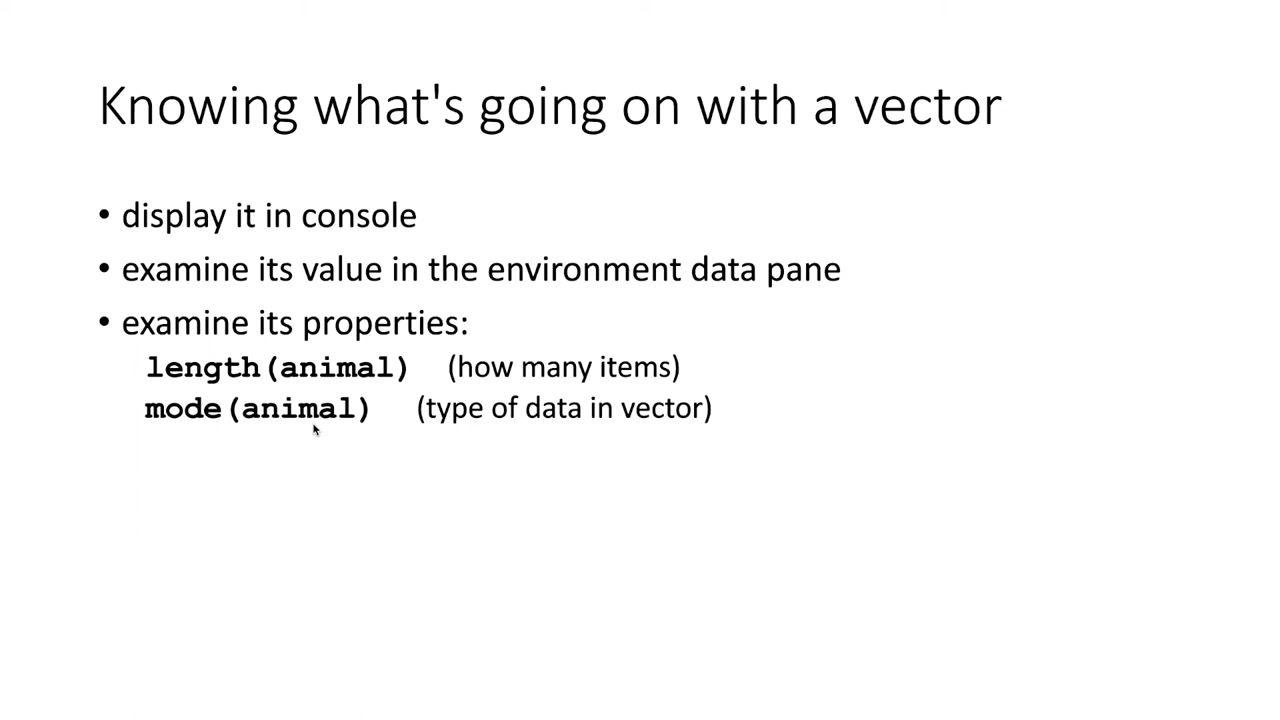 Knowing what's going on with a vector
• display it in console
• examine its value in the environment data pane
• examine its properties:
length(animal) (how many items)
mode(animal) (type of data in vector)